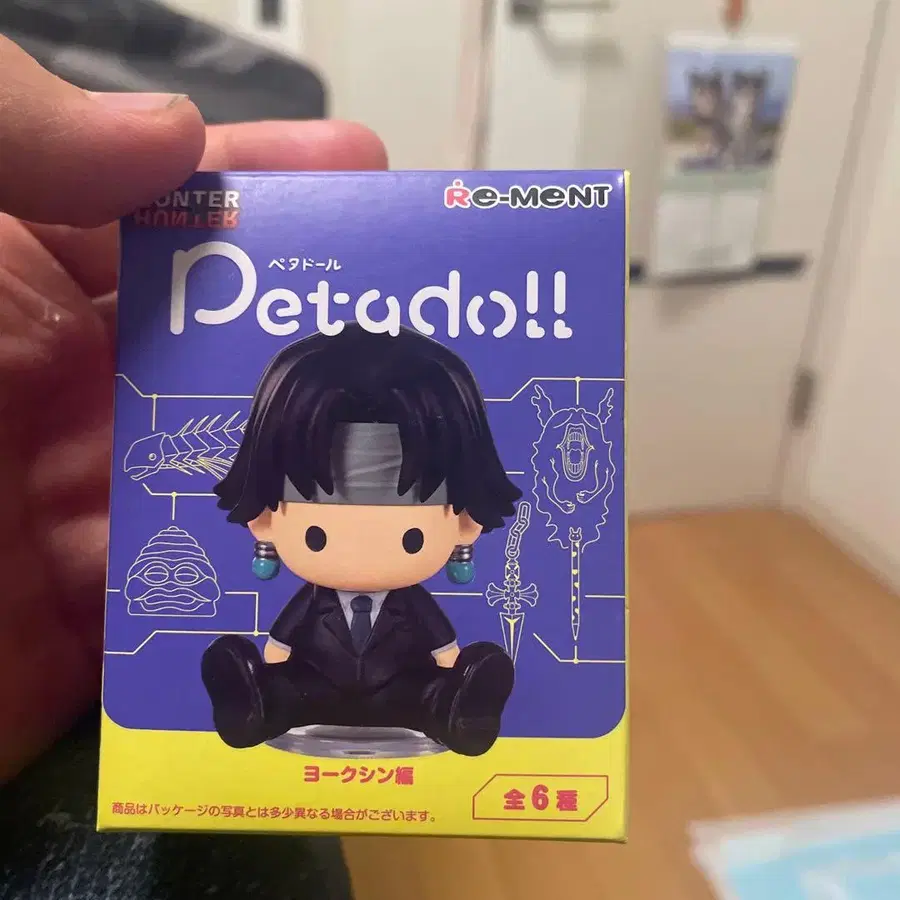 HUNTER
HUNTER
Re-MeNT
ペタドール
Petadoll
ヨークシン編
全6種
商品はパッケージの写真とは多少異なる場合がございます。